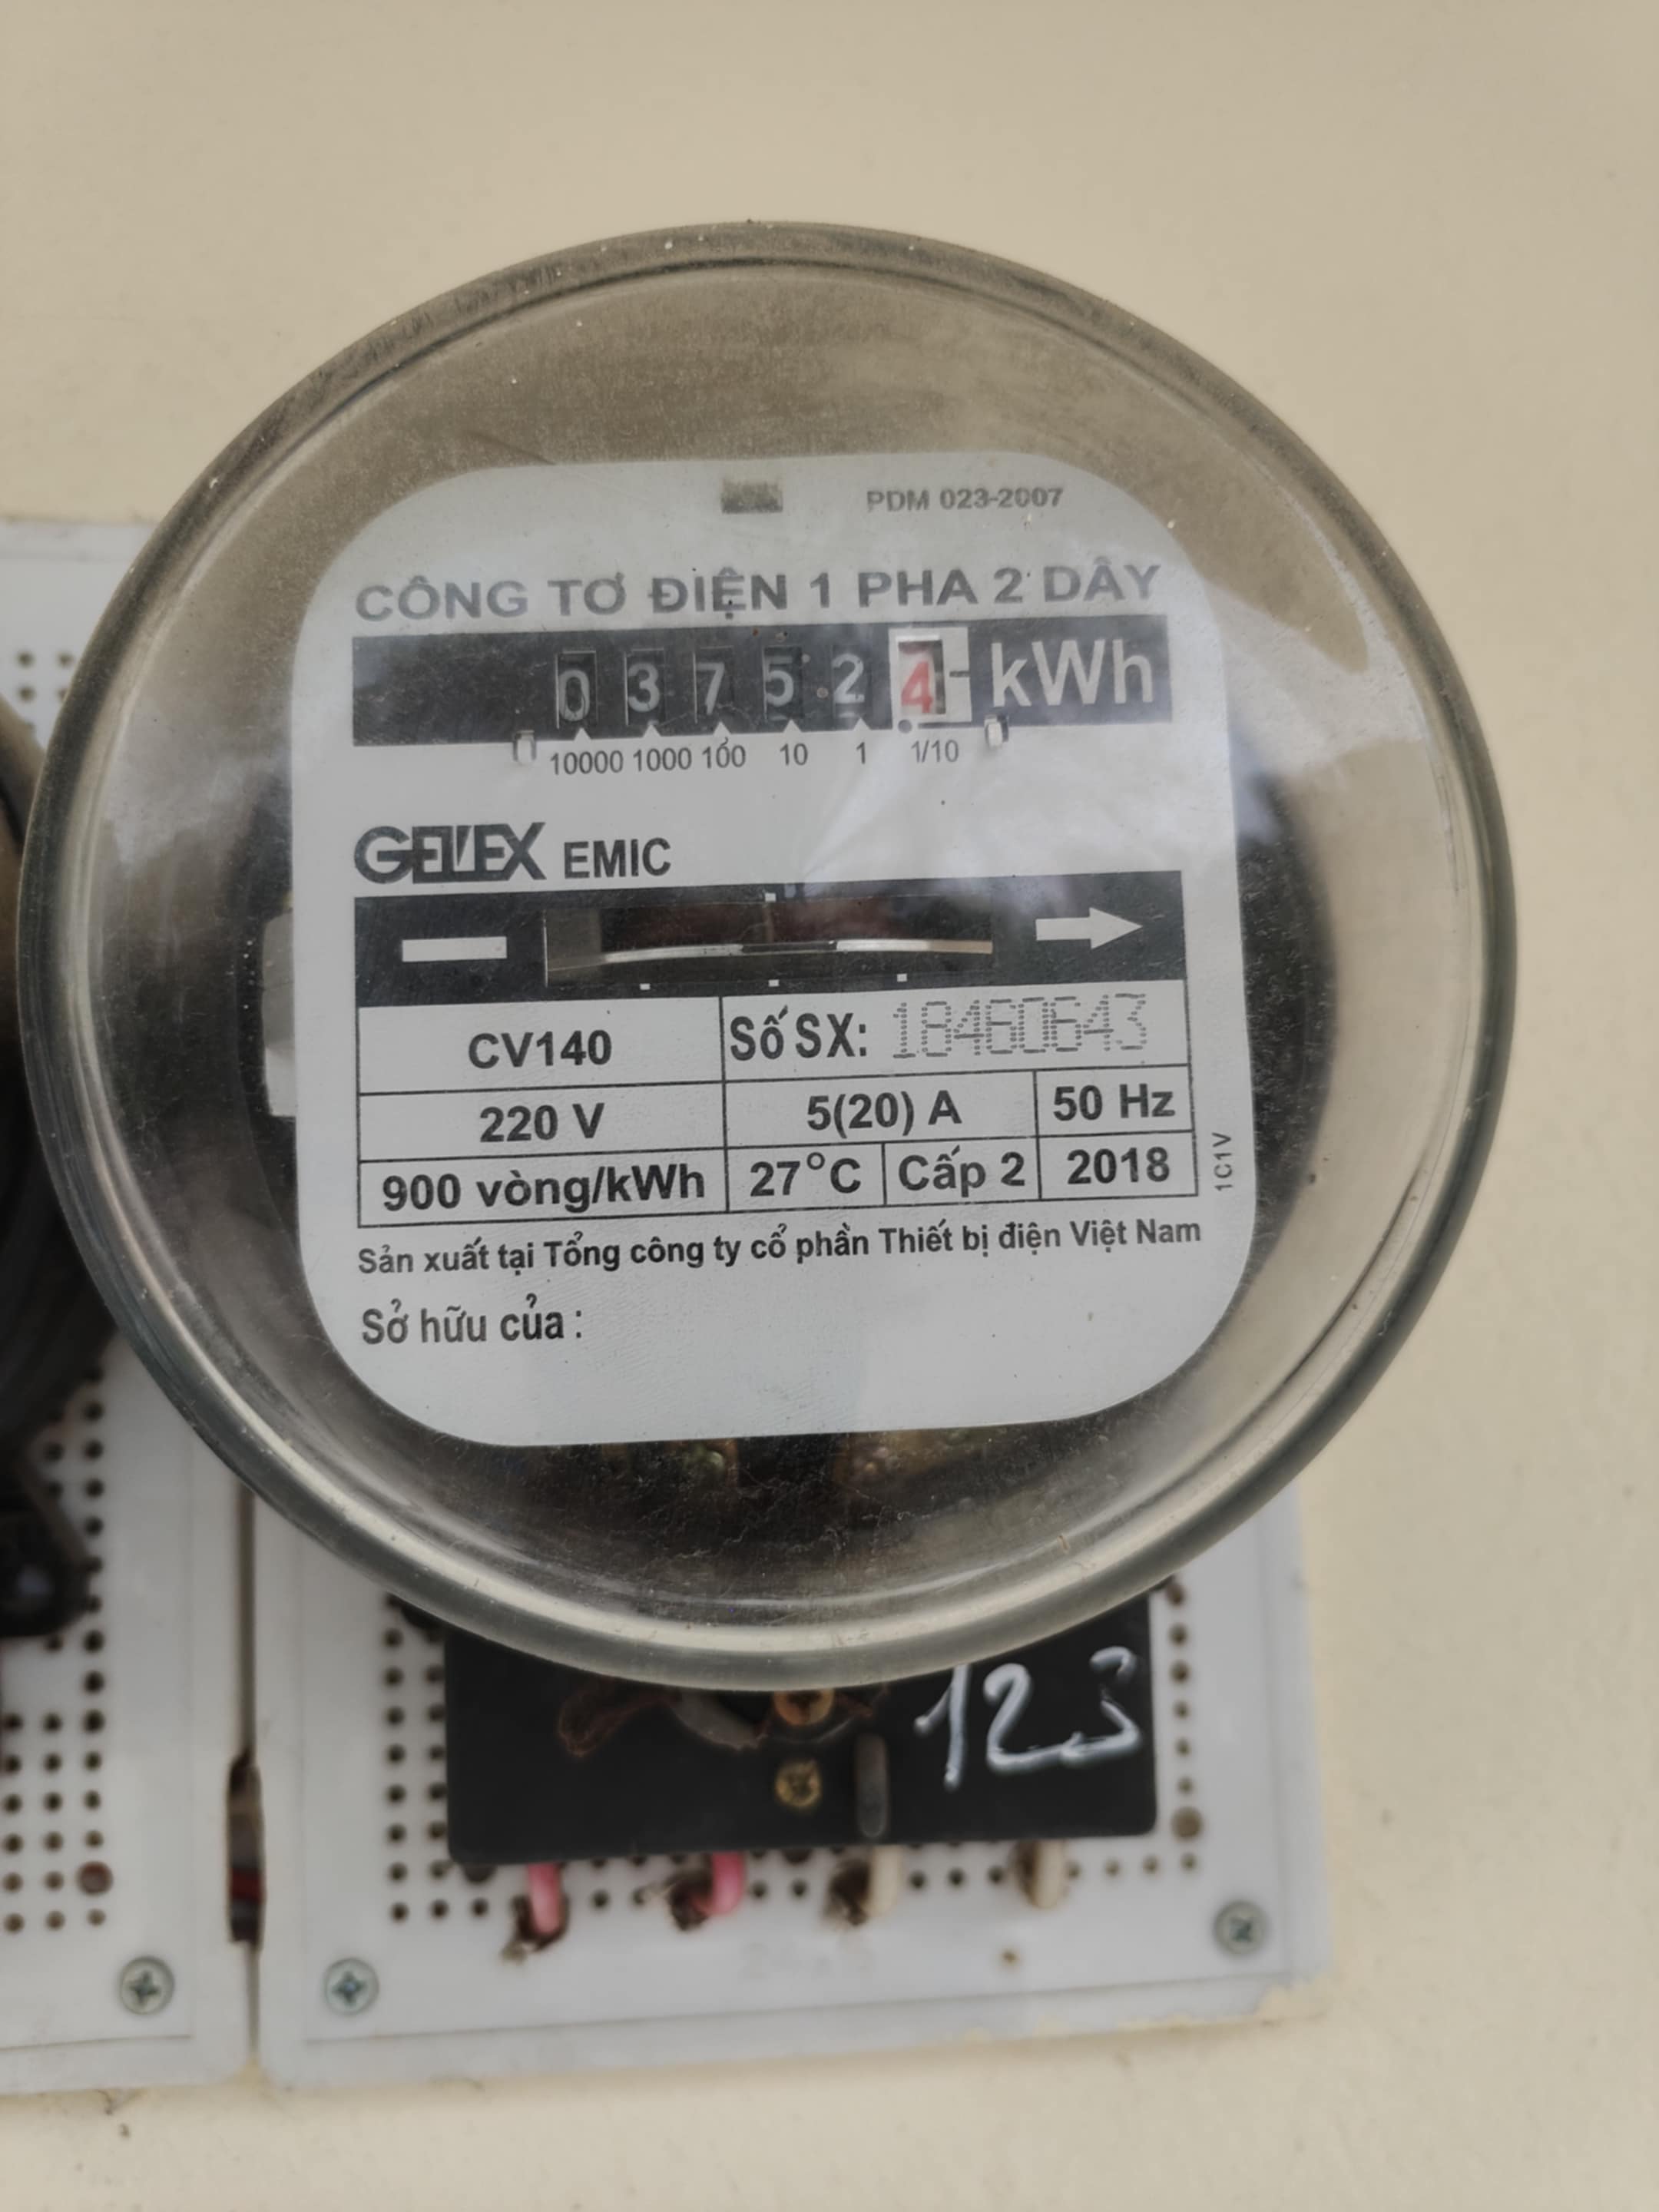 PDM 023-2007
CÔNG TƠ ĐIỆN 1 PHA 2 DÂY
0 3 7 5 2 4 kWh
10000 1000 100 10 1 1/10
GELEX EMIC
CV140 Số SX: 18460643
220 V 5(20) A 50 Hz
900 vòng/kWh 27°C Cấp 2 2018
1C1V
Sản xuất tại Tổng công ty cổ phần Thiết bị điện Việt Nam
Sở hữu của :
123